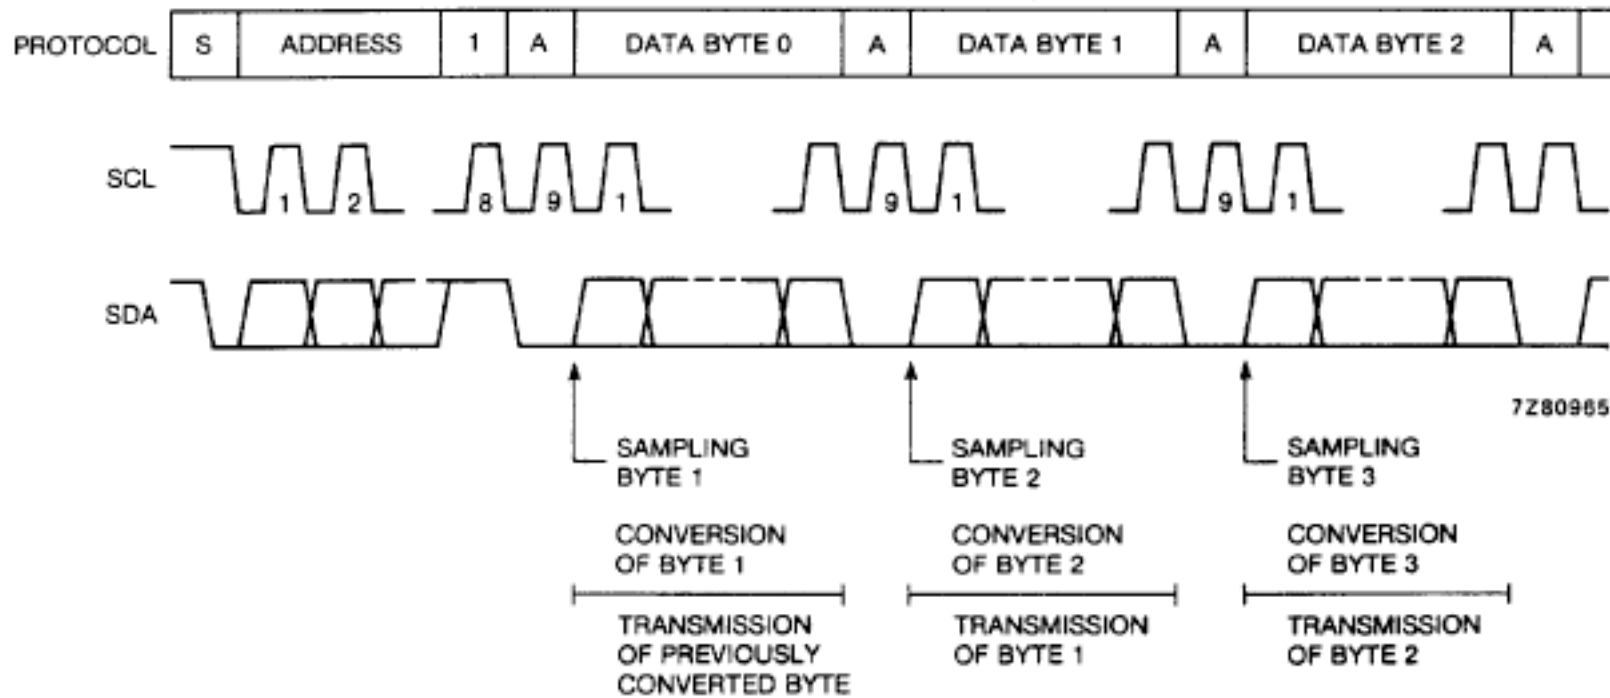 PROTOCOL S ADDRESS 1 A DATA BYTE 0 A DATA BYTE 1 A DATA BYTE 2 A
SCL 1 2 8 9 1 9 1 9 1
SDA
7Z80965
SAMPLING
BYTE 1
SAMPLING
BYTE 2
SAMPLING
BYTE 3
CONVERSION
OF BYTE 1
CONVERSION
OF BYTE 2
CONVERSION
OF BYTE 3
TRANSMISSION
OF PREVIOUSLY
CONVERTED BYTE
TRANSMISSION
OF BYTE 1
TRANSMISSION
OF BYTE 2